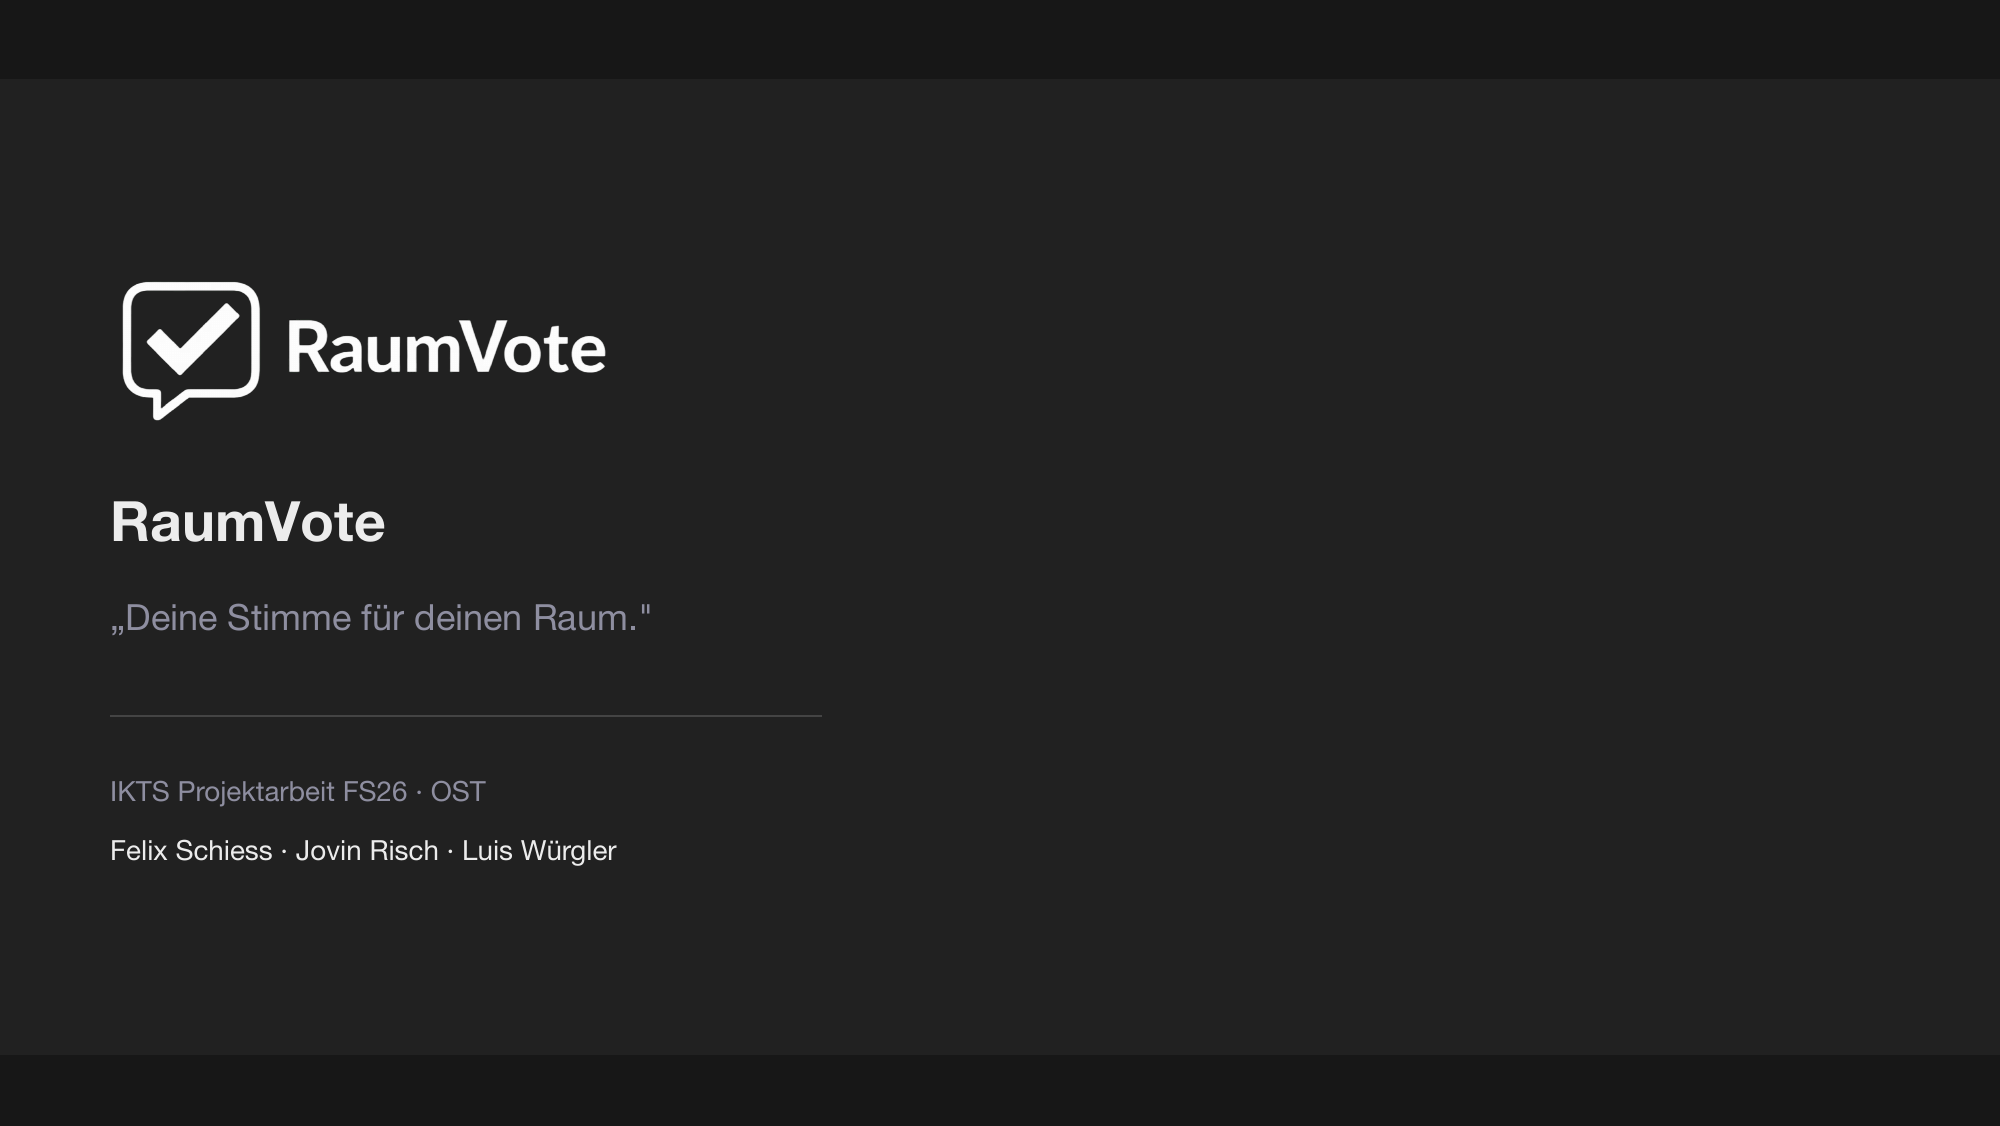 RaumVote
RaumVote
„Deine Stimme für deinen Raum."
IKTS Projektarbeit FS26 · OST
Felix Schiess · Jovin Risch · Luis Würgler